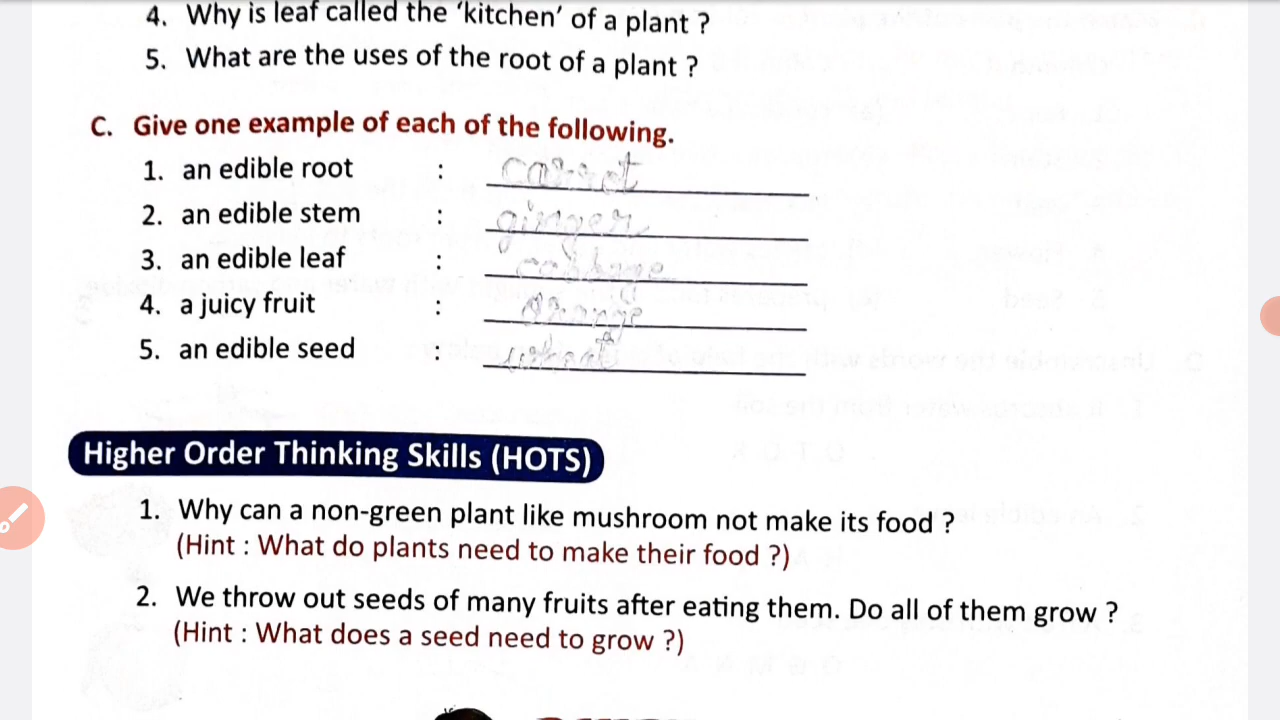 4. Why is leaf called the ‘kitchen’ of a plant ?
5. What are the uses of the root of a plant ?
C. Give one example of each of the following.
1. an edible root : carrot
2. an edible stem : ginger
3. an edible leaf : cabbage
4. a juicy fruit : orange
5. an edible seed :
Higher Order Thinking Skills (HOTS)
1. Why can a non-green plant like mushroom not make its food ?
(Hint : What do plants need to make their food ?)
2. We throw out seeds of many fruits after eating them. Do all of them grow ?
(Hint : What does a seed need to grow ?)